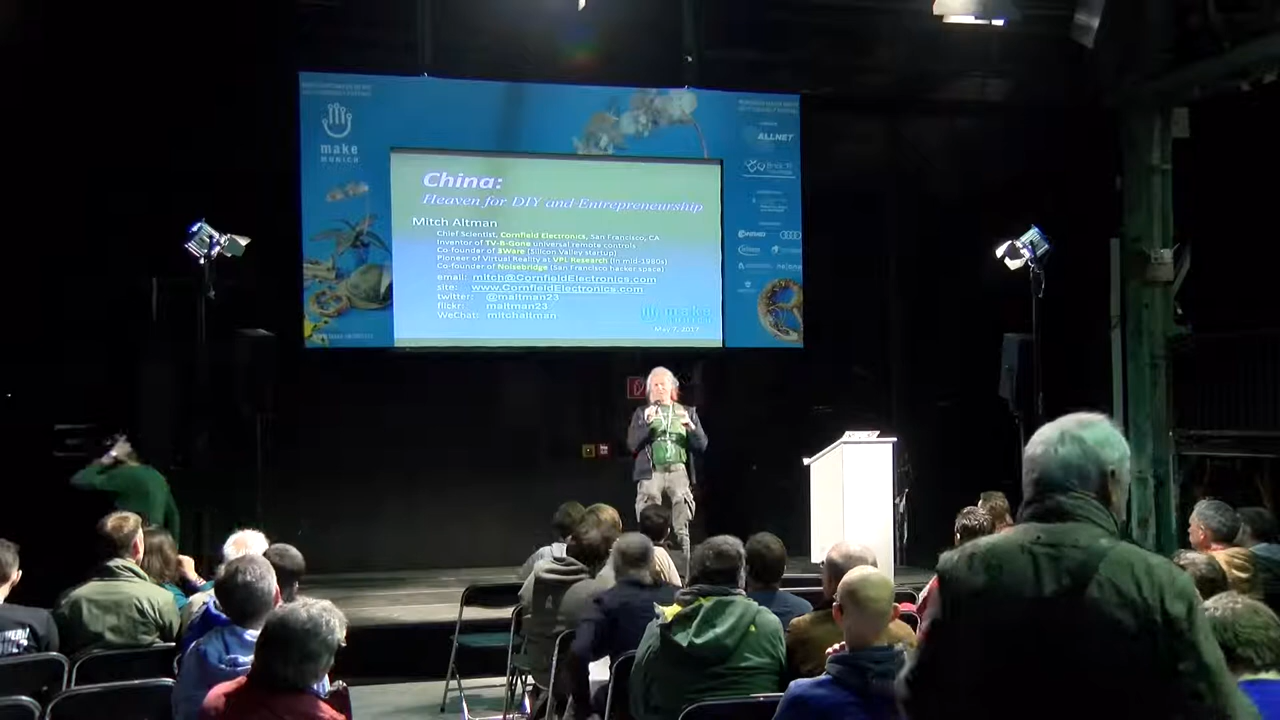 make
MUNICH
China:
Heaven for DIY and Entrepreneurship
Mitch Altman
Chief Scientist, Cornfield Electronics, San Francisco, CA
Inventor of TV-B-Gone universal remote controls
Co-founder of 3Ware (Silicon Valley startup)
Pioneer of Virtual Reality at VPL Research (in mid-1980s)
Co-founder of Noisebridge (San Francisco hacker space)
email: mitch@CornfieldElectronics.com
site: www.CornfieldElectronics.com
twitter: @maltman23
flickr: maltman23
WeChat: mitchaltman
make
May 7, 2017
ALLNET
CONRAD